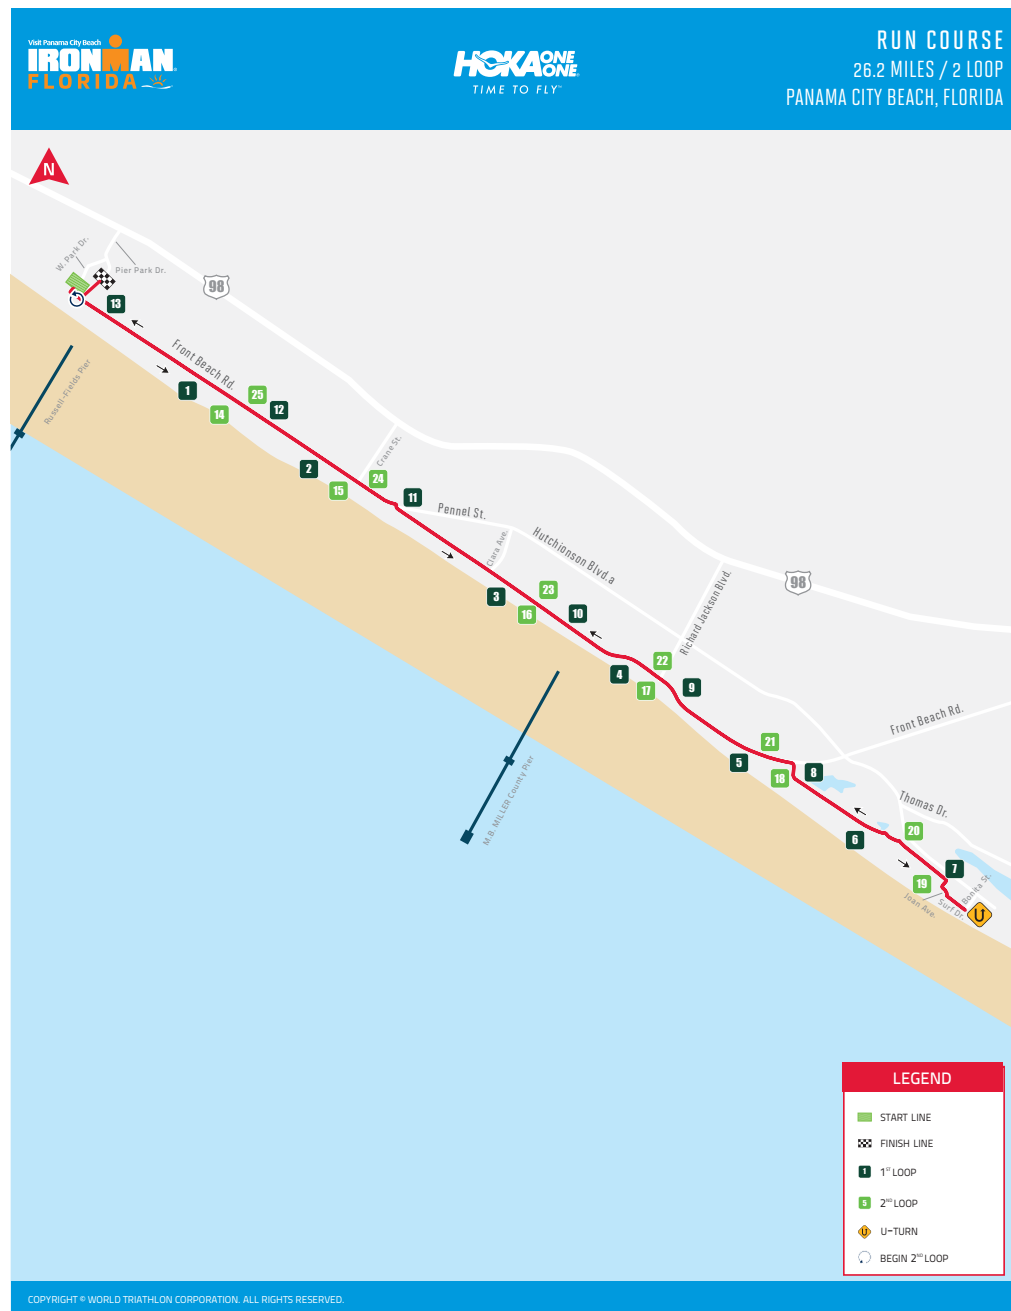 Visit Panama City Beach
IRONMAN
FLORIDA
HOKA ONE ONE
TIME TO FLY™
RUN COURSE
26.2 MILES / 2 LOOP
PANAMA CITY BEACH, FLORIDA
N
W. Park Dr.
Pier Park Dr.
98
13
Front Beach Rd.
Russell-Fields Pier
1
25
12
14
Crane St.
2
24
15
11
Pennel St.
Clara Ave.
Hutchionson Blvd.a
98
Richard Jackson Blvd.
3
23
16
10
22
4
17
9
Front Beach Rd.
21
5
8
18
M.B. MILLER County Pier
Thomas Dr.
20
6
7
19
Bonita St.
Joan Ave.
Surf Dr.
U
LEGEND
START LINE
FINISH LINE
1 1ST LOOP
5 2ND LOOP
U U-TURN
BEGIN 2ND LOOP
COPYRIGHT © WORLD TRIATHLON CORPORATION. ALL RIGHTS RESERVED.